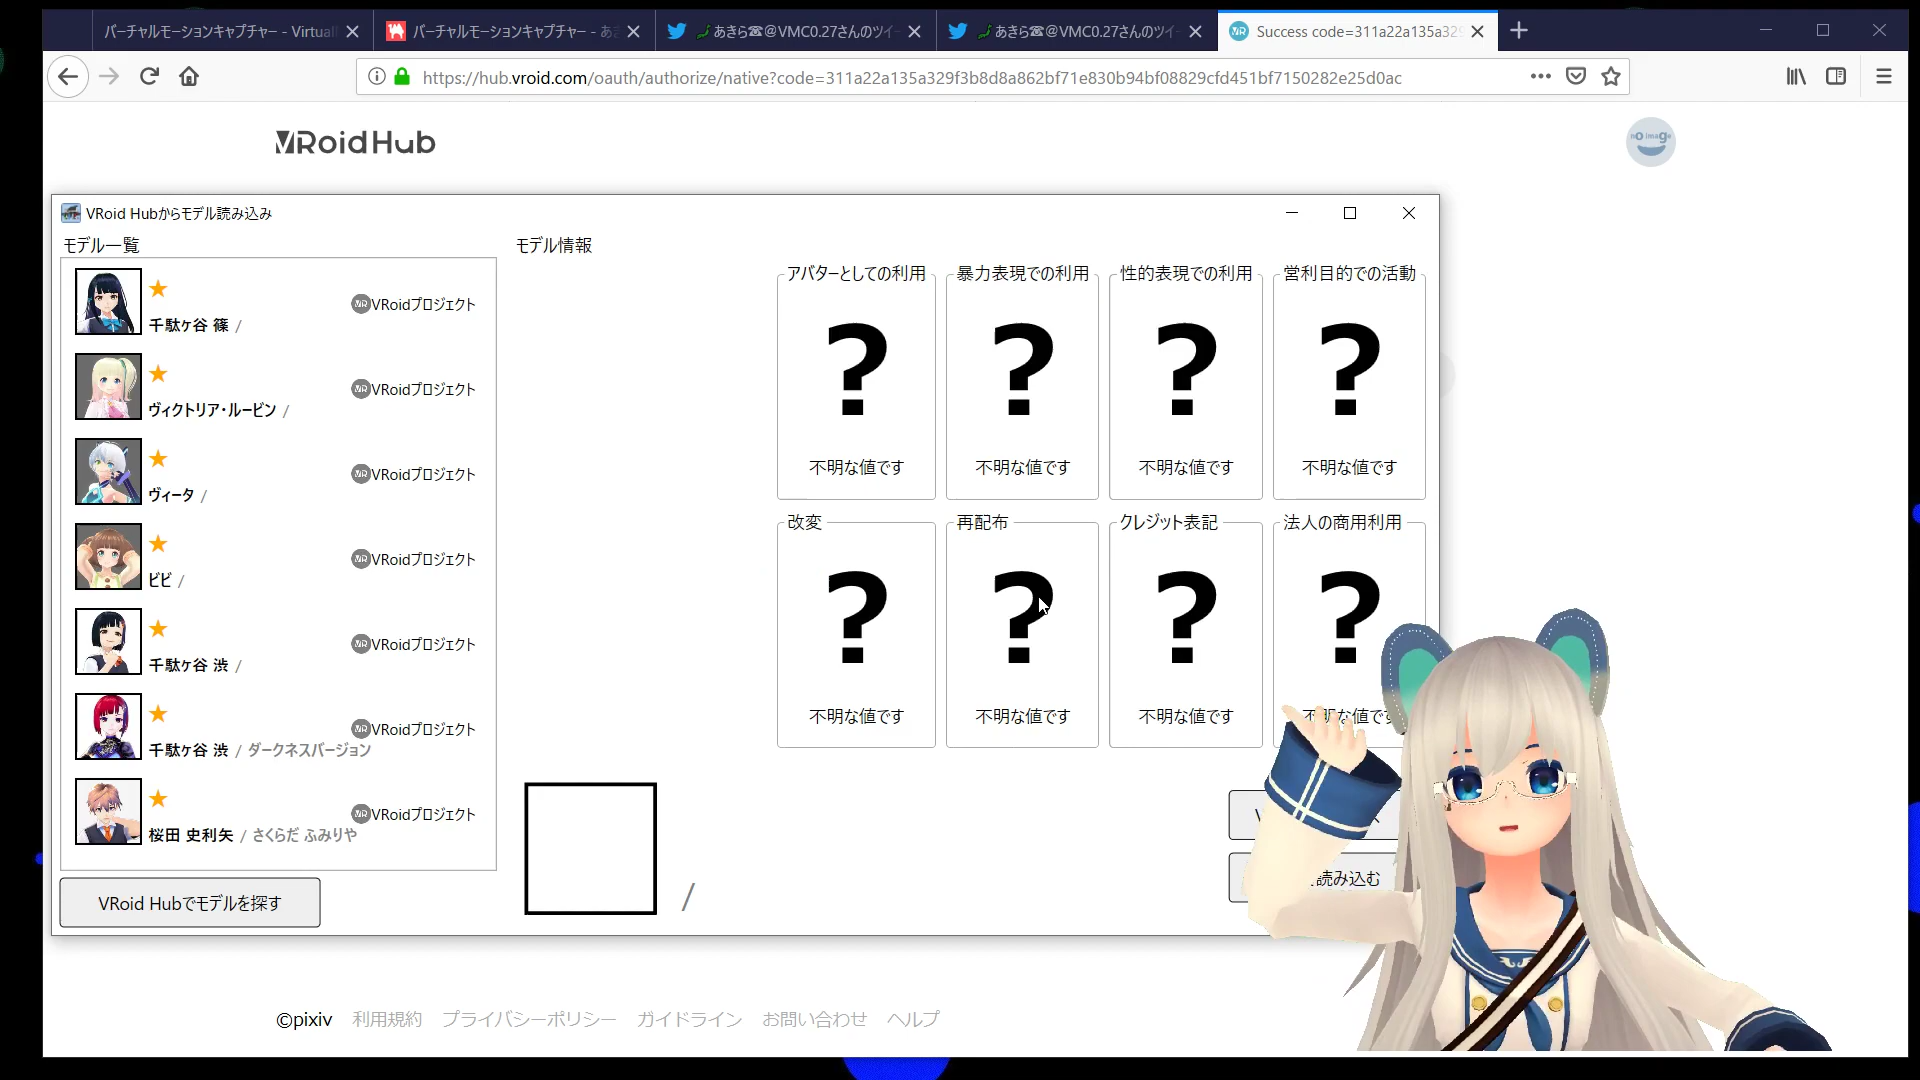 バーチャルモーションキャプチャー - Virtual
バーチャルモーションキャプチャー - あ
あきら☎@VMC0.27さんのツイ
あきら☎@VMC0.27さんのツイ
Success code=311a22a135a329
https://hub.vroid.com/oauth/authorize/native?code=311a22a135a329f3b8d8a862bf71e830b94bf08829cfd451bf7150282e25d0ac
VRoid Hub
no image
VRoid Hubからモデル読み込み
モデル一覧
★
千駄ヶ谷 篠 /
VRoidプロジェクト
★
ヴィクトリア・ルービン /
VRoidプロジェクト
★
ヴィータ /
VRoidプロジェクト
★
ビビ /
VRoidプロジェクト
★
千駄ヶ谷 渋 /
VRoidプロジェクト
★
千駄ヶ谷 渋 / ダークネスバージョン
VRoidプロジェクト
★
桜田 史利矢 / さくらだ ふみりや
VRoidプロジェクト
VRoid Hubでモデルを探す
モデル情報
アバターとしての利用
?
不明な値です
暴力表現での利用
?
不明な値です
性的表現での利用
?
不明な値です
営利目的での活動
?
不明な値です
改変
?
不明な値です
再配布
?
不明な値です
クレジット表記
?
不明な値です
法人の商用利用
?
不明な値です
/
読み込む
©pixiv 利用規約 プライバシーポリシー ガイドライン お問い合わせ ヘルプ